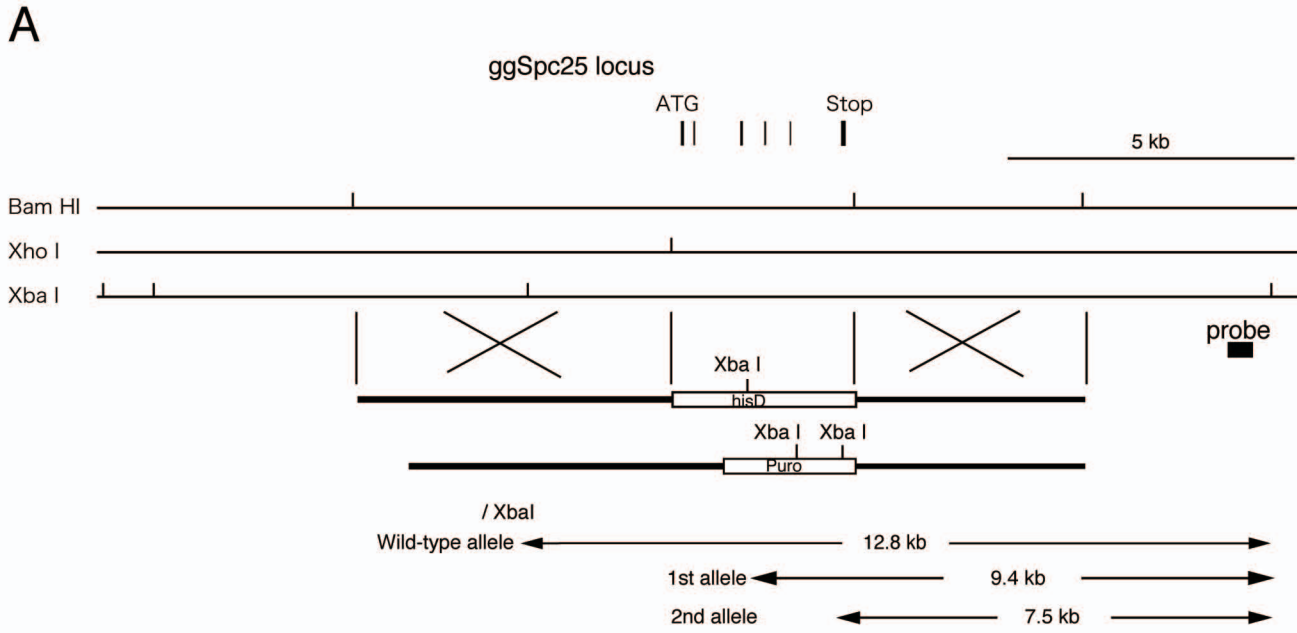 A
ggSpc25 locus
ATG Stop
5 kb
Bam HI
Xho I
Xba I
probe
Xba I
hisD
Xba I Xba I
Puro
/ XbaI
Wild-type allele 12.8 kb
1st allele 9.4 kb
2nd allele 7.5 kb